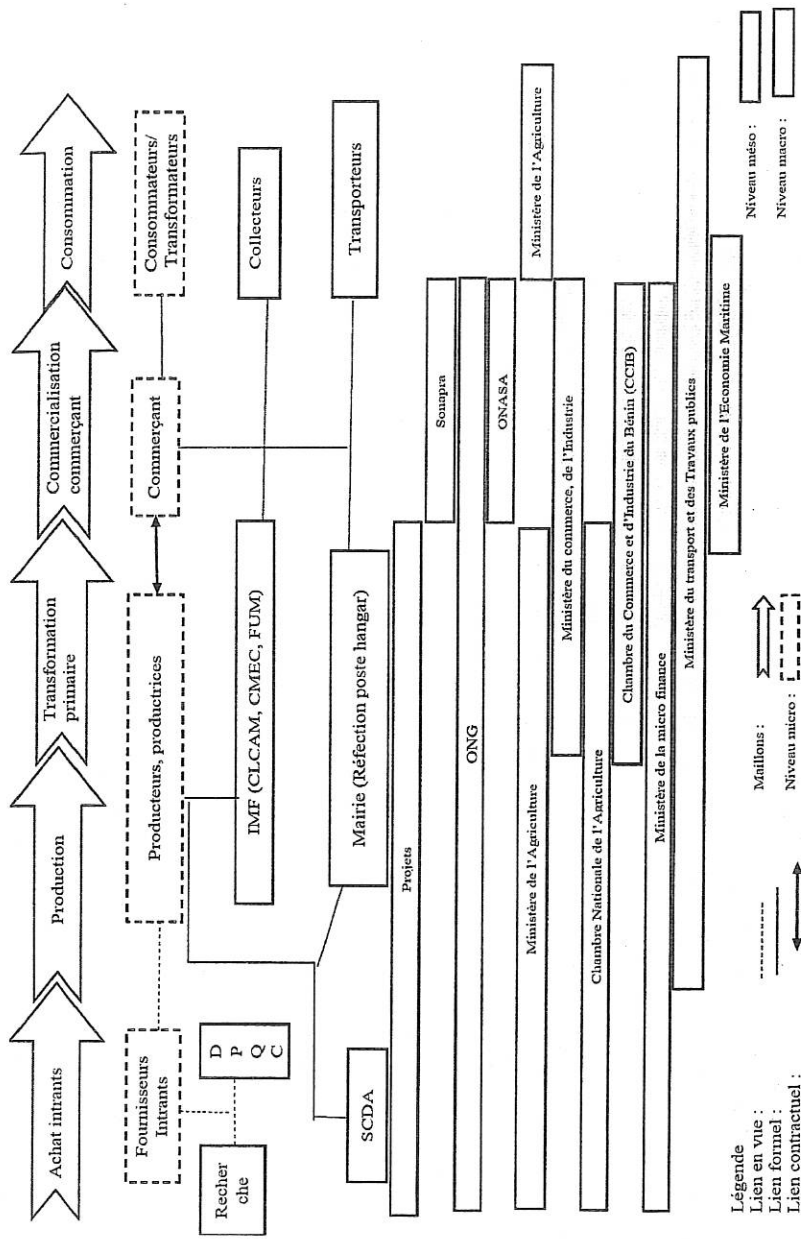 Achat intrants
Production
Transformation
primaire
Commercialisation
commerçant
Consommation
Fournisseurs
Intrants
Producteurs, productrices
Commerçant
Consommateurs/
Transformateurs
Recher
che
D
P
Q
C
IMF (CLCAM, CMEC, FUM)
Collecteurs
SCDA
Mairie (Réfection poste hangar)
Transporteurs
Projets
Sonapra
ONG
ONASA
Ministère de l'Agriculture
Ministère de l'Agriculture
Ministère du commerce, de l'Industrie
Chambre Nationale de l'Agriculture
Chambre du Commerce et d'Industrie du Bénin (CCIB)
Ministère de la micro finance
Ministère du transport et des Travaux publics
Ministère de l'Economie Maritime
Légende
Lien en vue :
Lien formel :
Lien contractuel :
Maillons :
Niveau micro :
Niveau méso :
Niveau macro :